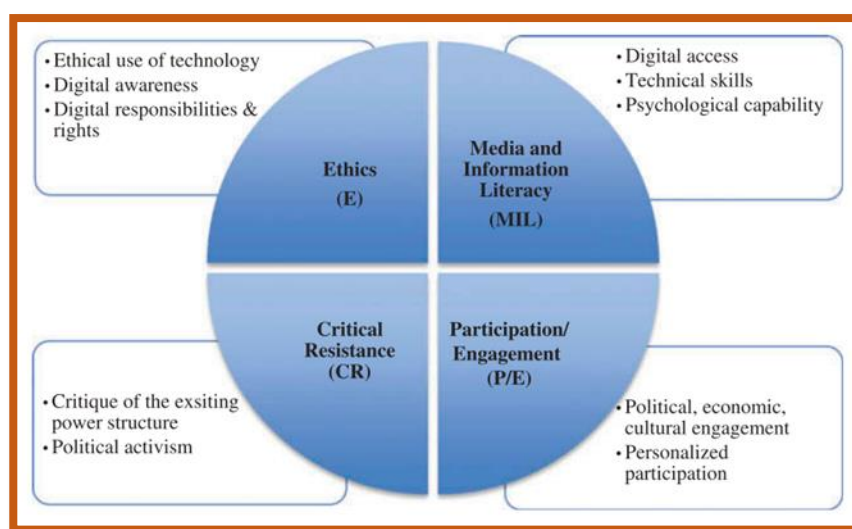 • Ethical use of technology
• Digital awareness
• Digital responsibilities &
rights
Ethics
(E)
• Digital access
• Technical skills
• Psychological capability
Media and
Information
Literacy
(MIL)
• Critique of the exsiting
power structure
• Political activism
Critical
Resistance
(CR)
Participation/
Engagement
(P/E)
• Political, economic,
cultural engagement
• Personalized
participation